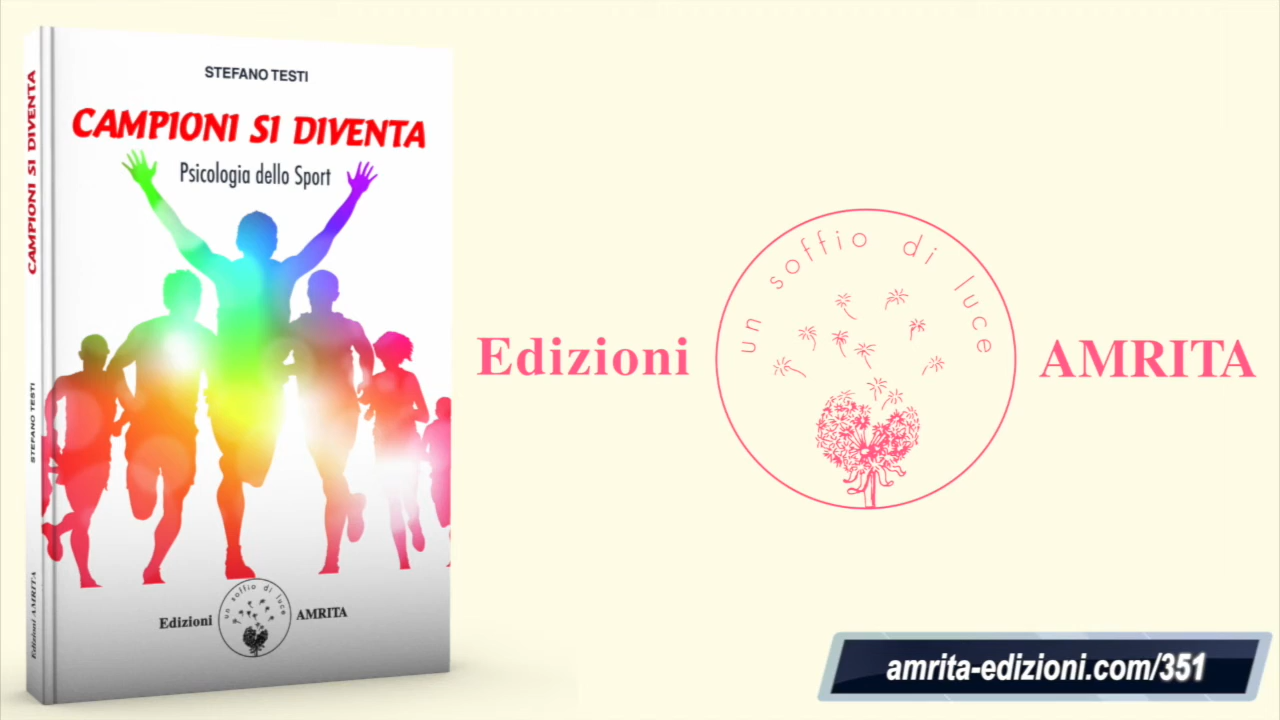 STEFANO TESTI
CAMPIONI SI DIVENTA
Psicologia dello Sport
Edizioni un soffio di luce AMRITA
CAMPIONI SI DIVENTA
STEFANO TESTI
Edizioni AMRITA
un soffio di luce
Edizioni AMRITA
amrita-edizioni.com/351